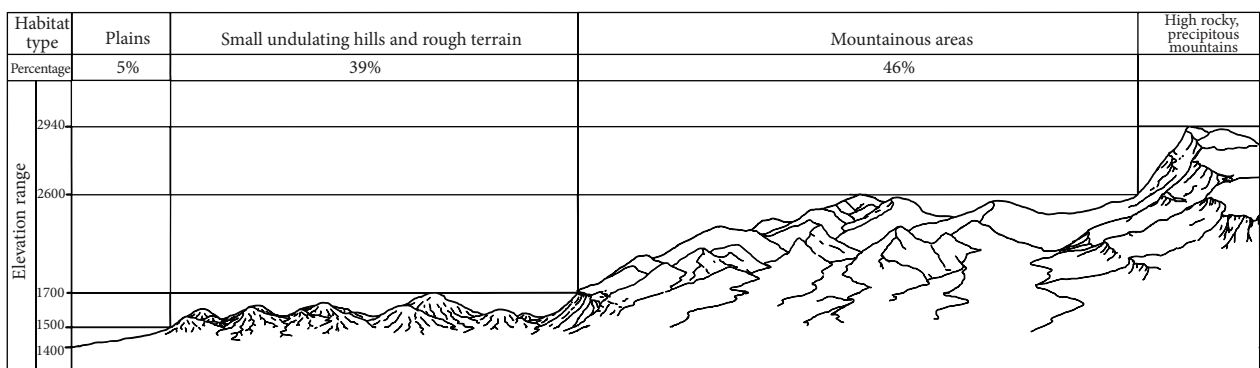 Habitat type
Plains
Small undulating hills and rough terrain
Mountainous areas
High rocky, precipitous mountains
Percentage
5%
39%
46%
Elevation range
2940
2600
1700
1500
1400